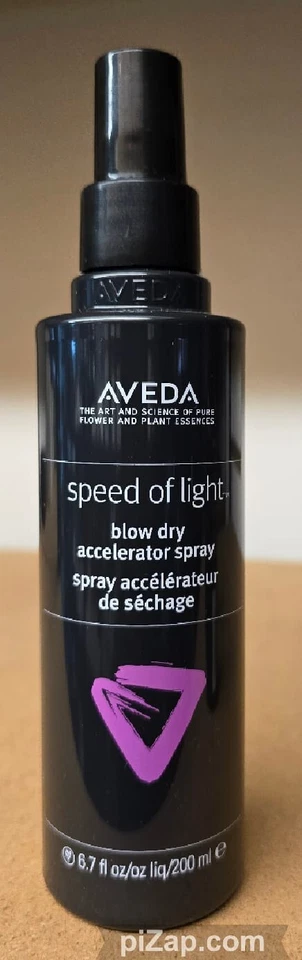 AVEDA
AVEDA
THE ART AND SCIENCE OF PURE
FLOWER AND PLANT ESSENCES
speed of light™
blow dry
accelerator spray
spray accélérateur
de séchage
6.7 fl oz/oz liq/200 ml ℮
piZap.com